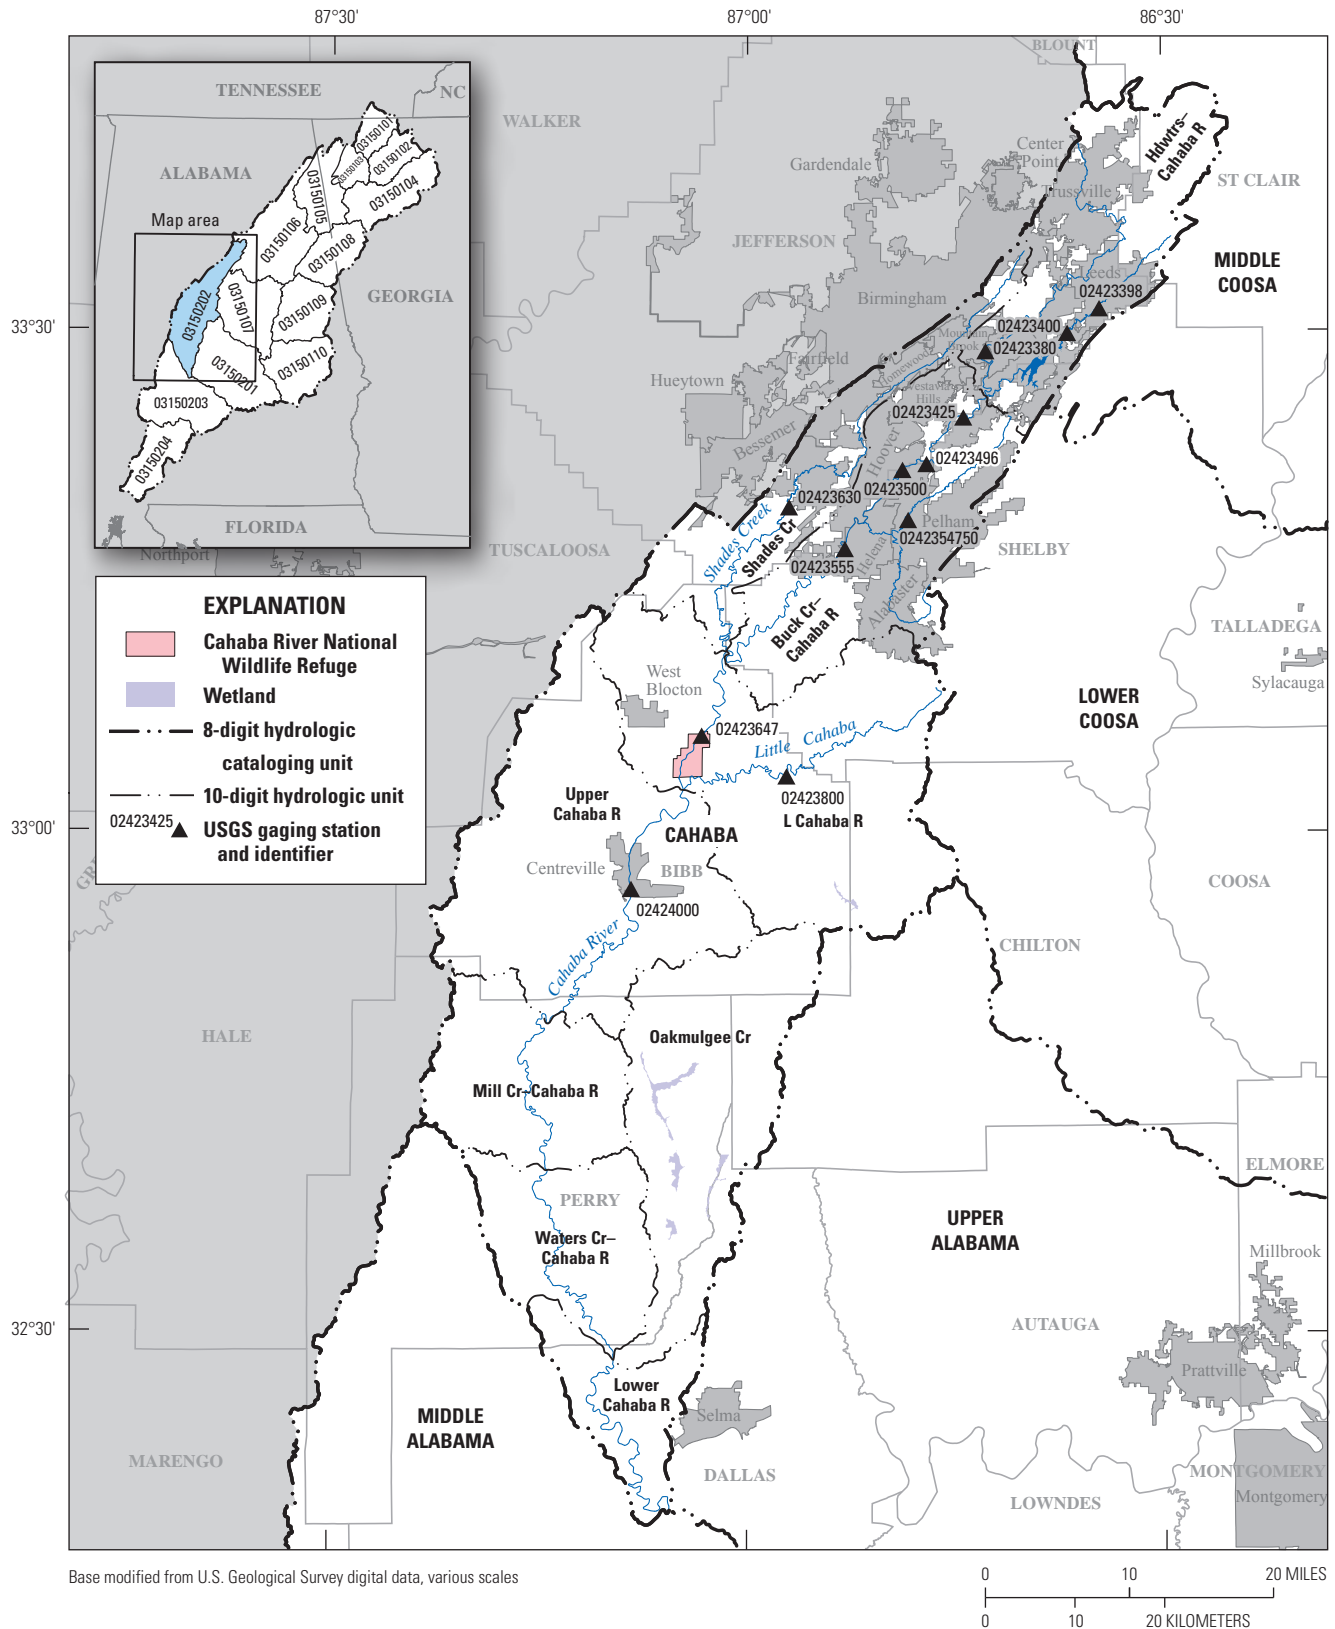 87°30'
87°00'
86°30'
BLOUNT
TENNESSEE
NC
WALKER
Hdwtrs–
Cahaba R
03150101
03150102
03150103
03150104
03150105
ALABAMA
Center
Point
Gardendale
Trussville
ST CLAIR
Map area
03150106
03150108
JEFFERSON
MIDDLE
COOSA
Leeds
02423398
03150202
03150107
GEORGIA
03150109
Birmingham
33°30'
02423400
Mountain
Brook
02423380
Fairfield
Homewood
03150110
03150201
Hueytown
Vestavia
Hills
02423425
03150203
Bessemer
Hoover
02423496
03150204
02423500
02423630
Shades Creek
Shades Cr
Pelham
0242354750
FLORIDA
Northport
TUSCALOOSA
SHELBY
02423555
Helena
Alabaster
EXPLANATION
Cahaba River National
Wildlife Refuge
Wetland
8-digit hydrologic
cataloging unit
10-digit hydrologic unit
02423425
USGS gaging station
and identifier
Buck Cr–
Cahaba R
TALLADEGA
Sylacauga
West
Blocton
LOWER
COOSA
02423647
Little Cahaba
02423800
L Cahaba R
Upper
Cahaba R
33°00'
CAHABA
Centreville
BIBB
GR
COOSA
02424000
Cahaba River
CHILTON
HALE
Oakmulgee Cr
Mill Cr–Cahaba R
ELMORE
PERRY
UPPER
ALABAMA
Waters Cr–
Cahaba R
Millbrook
32°30'
AUTAUGA
Prattville
Lower
Cahaba R
MIDDLE
ALABAMA
Selma
MARENGO
DALLAS
MONTGOMERY
Montgomery
LOWNDES
Base modified from U.S. Geological Survey digital data, various scales
0 10 20 MILES
0 10 20 KILOMETERS